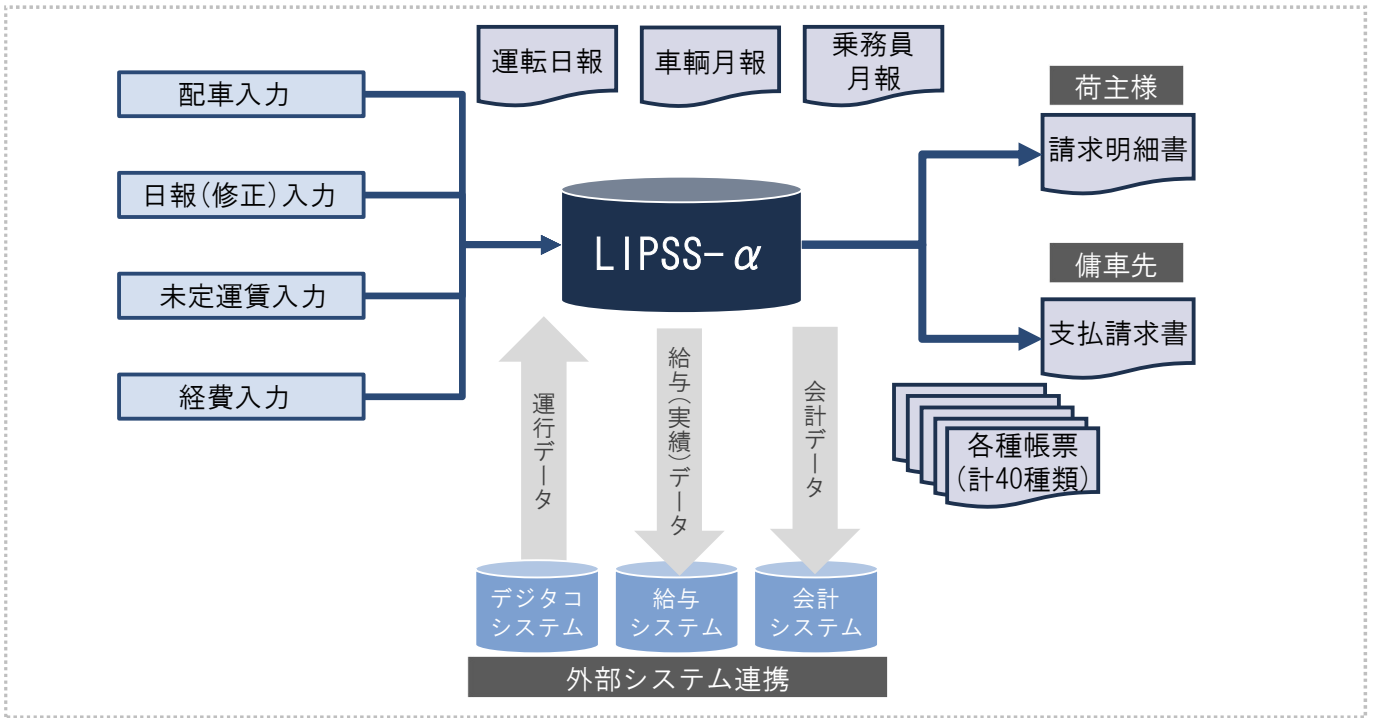 運転日報
車輌月報
乗務員
月報
配車入力
日報(修正)入力
未定運賃入力
経費入力
LIPSS-α
荷主様
請求明細書
傭車先
支払請求書
各種帳票
(計40種類)
運行データ
給与(実績)データ
会計データ
デジタコ
システム
給与
システム
会計
システム
外部システム連携